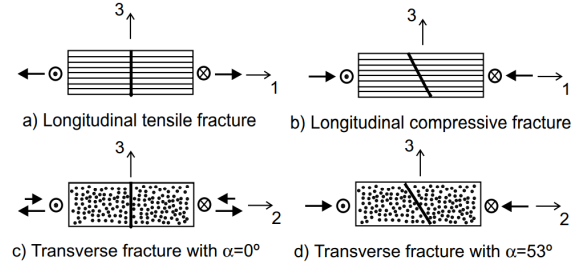 3
1
a) Longitudinal tensile fracture
3
1
b) Longitudinal compressive fracture
3
2
c) Transverse fracture with α=0º
3
2
d) Transverse fracture with α=53º